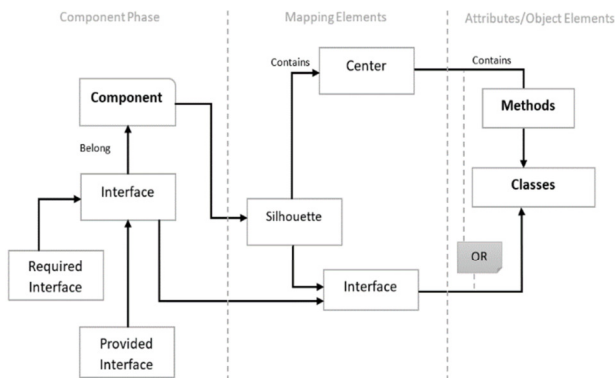 Component Phase
Mapping Elements
Attributes/Object Elements
Contains
Center
Contains
Component
Methods
Belong
Interface
Silhouette
Classes
Required
Interface
OR
Interface
Provided
Interface